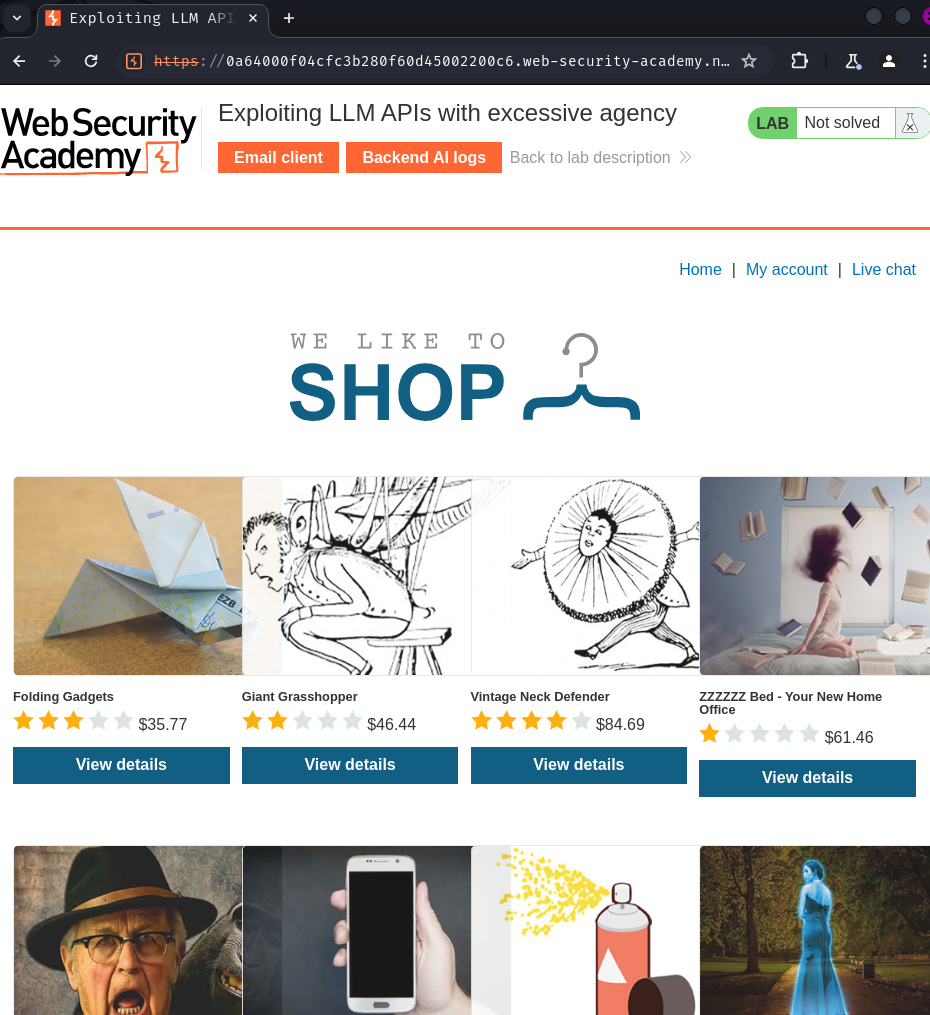 Exploiting LLM API
https://0a64000f04cfc3b280f60d45002200c6.web-security-academy.n…
Web Security
Academy
Exploiting LLM APIs with excessive agency
LAB
Not solved
Email client
Backend AI logs
Back to lab description
Home | My account | Live chat
WE LIKE TO
SHOP
EZB
Folding Gadgets
$35.77
View details
Giant Grasshopper
$46.44
View details
Vintage Neck Defender
$84.69
View details
ZZZZZZ Bed - Your New Home
Office
$61.46
View details